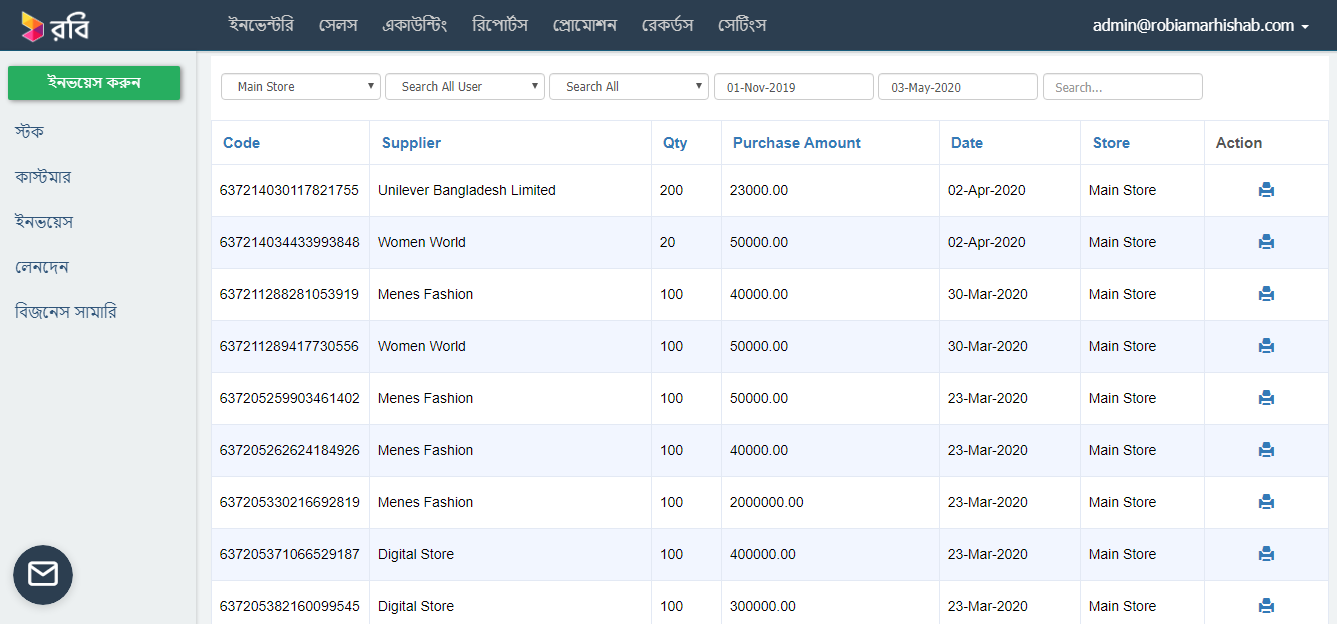 রবি ইনভেন্টরি সেলস একাউন্টিং রিপোর্টস প্রোমোশন রেকর্ডস সেটিংস admin@robiamarhishab.com
ইনভয়েস করুন
স্টক
কাস্টমার
ইনভয়েস
লেনদেন
বিজনেস সামারি
Main Store Search All User Search All 01-Nov-2019 03-May-2020 Search...
Code Supplier Qty Purchase Amount Date Store Action
637214030117821755 Unilever Bangladesh Limited 200 23000.00 02-Apr-2020 Main Store
637214034433993848 Women World 20 50000.00 02-Apr-2020 Main Store
637211288281053919 Menes Fashion 100 40000.00 30-Mar-2020 Main Store
637211289417730556 Women World 100 50000.00 30-Mar-2020 Main Store
637205259903461402 Menes Fashion 100 50000.00 23-Mar-2020 Main Store
637205262624184926 Menes Fashion 100 40000.00 23-Mar-2020 Main Store
637205330216692819 Menes Fashion 100 2000000.00 23-Mar-2020 Main Store
637205371066529187 Digital Store 100 400000.00 23-Mar-2020 Main Store
637205382160099545 Digital Store 100 300000.00 23-Mar-2020 Main Store